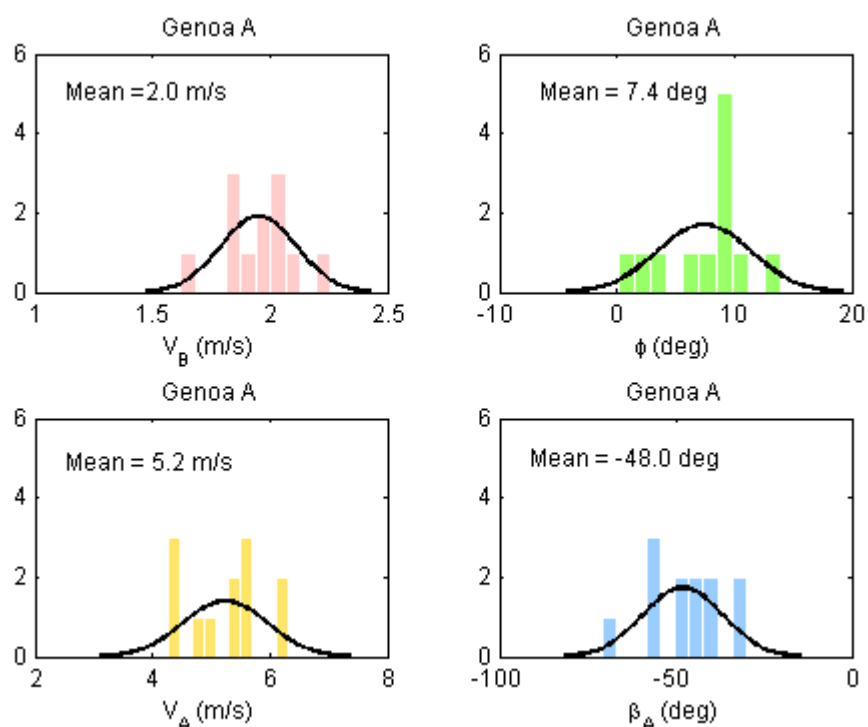 Genoa A
6
4
2
0
Mean =2.0 m/s
1 1.5 2 2.5
V_B (m/s)
Genoa A
6
4
2
0
Mean = 7.4 deg
-10 0 10 20
ϕ (deg)
Genoa A
6
4
2
0
Mean = 5.2 m/s
2 4 6 8
V_A (m/s)
Genoa A
6
4
2
0
Mean = -48.0 deg
-100 -50 0
β_A (deg)